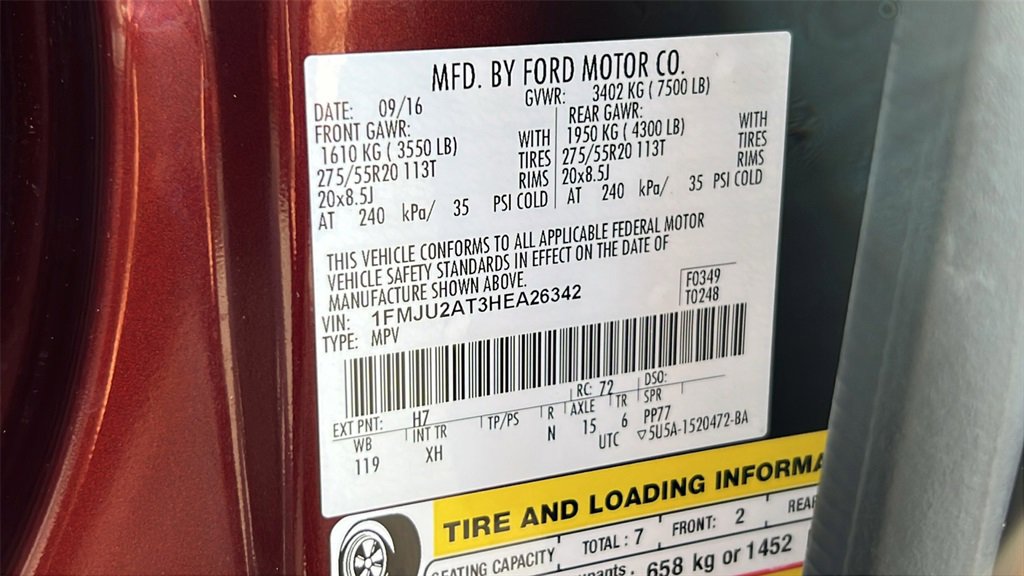 MFD. BY FORD MOTOR CO.
DATE: 09/16
GVWR: 3402 KG ( 7500 LB)
FRONT GAWR:
1610 KG ( 3550 LB)
275/55R20 113T
20x8.5J
WITH
TIRES
RIMS
AT 240 kPa/ 35 PSI COLD
REAR GAWR:
1950 KG ( 4300 LB)
275/55R20 113T
20x8.5J
WITH
TIRES
RIMS
AT 240 kPa/ 35 PSI COLD
THIS VEHICLE CONFORMS TO ALL APPLICABLE FEDERAL MOTOR
VEHICLE SAFETY STANDARDS IN EFFECT ON THE DATE OF
MANUFACTURE SHOWN ABOVE.
VIN: 1FMJU2AT3HEA26342
TYPE: MPV
F0349
T0248
EXT PNT: H7 RC: 72 DSO:
WB INT TR TP/PS R AXLE TR SPR
119 XH N 15 6 PP77
UTC ▽5U5A-1520472-BA
TIRE AND LOADING INFORMA
EATING CAPACITY TOTAL : 7 FRONT: 2 REAR
pants . 658 kg or 1452